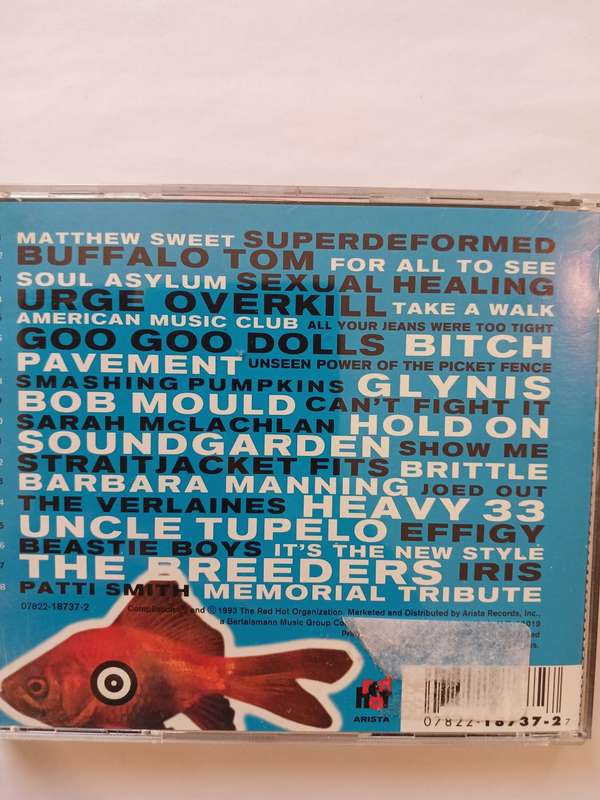 MATTHEW SWEET SUPERDEFORMED
BUFFALO TOM FOR ALL TO SEE
SOUL ASYLUM SEXUAL HEALING
URGE OVERKILL TAKE A WALK
AMERICAN MUSIC CLUB ALL YOUR JEANS WERE TOO TIGHT
GOO GOO DOLLS BITCH
PAVEMENT UNSEEN POWER OF THE PICKET FENCE
SMASHING PUMPKINS GLYNIS
BOB MOULD CAN'T FIGHT IT
SARAH McLACHLAN HOLD ON
SOUNDGARDEN SHOW ME
STRAITJACKET FITS BRITTLE
BARBARA MANNING JOED OUT
THE VERLAINES HEAVY 33
UNCLE TUPELO EFFIGY
BEASTIE BOYS IT'S THE NEW STYLE
THE BREEDERS IRIS
PATTI SMITH MEMORIAL TRIBUTE
07822-18737-2 Compilation ℗ and © 1993 The Red Hot Organization. Marketed and Distributed by Arista Records, Inc.,
a Bertelsmann Music Group
HOT
ARISTA
07822-18737-2 7